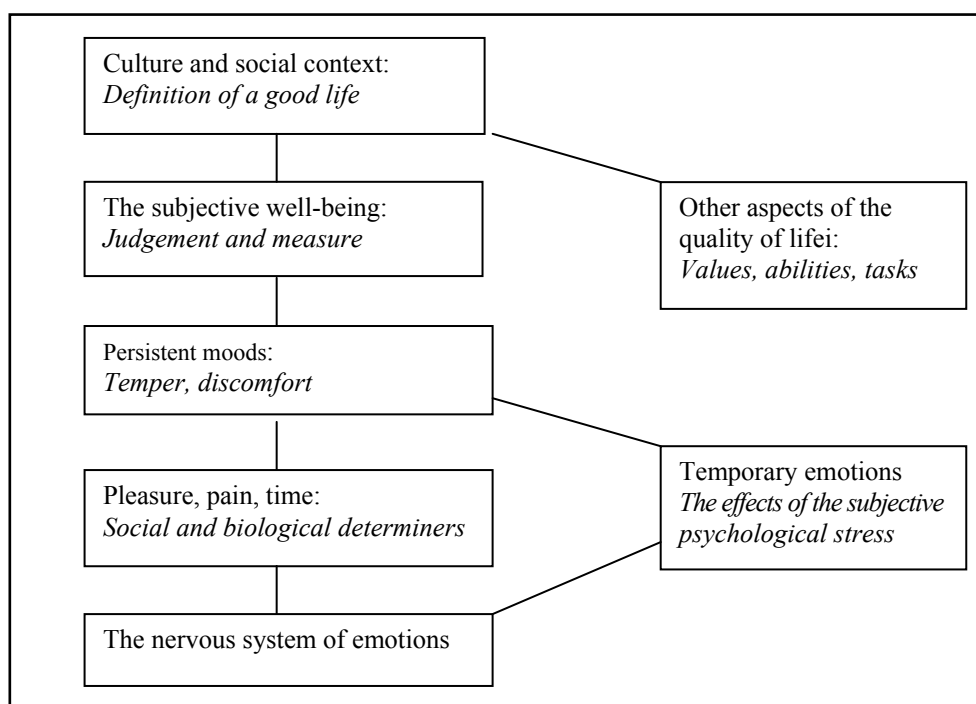 Culture and social context:
Definition of a good life
The subjective well-being:
Judgement and measure
Other aspects of the
quality of lifei:
Values, abilities, tasks
Persistent moods:
Temper, discomfort
Pleasure, pain, time:
Social and biological determiners
Temporary emotions
The effects of the subjective
psychological stress
The nervous system of emotions